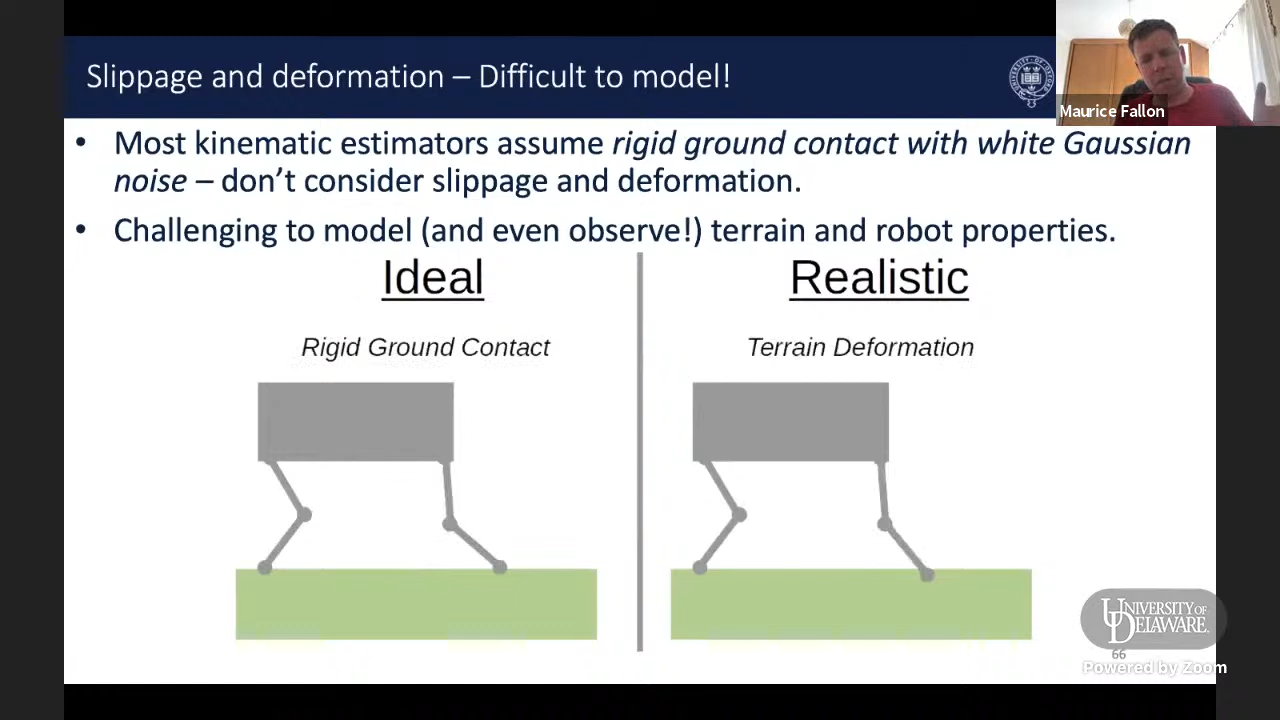 Slippage and deformation – Difficult to model!
Maurice Fallon
• Most kinematic estimators assume rigid ground contact with white Gaussian
noise – don't consider slippage and deformation.
• Challenging to model (and even observe!) terrain and robot properties.
Ideal
Realistic
Rigid Ground Contact
Terrain Deformation
UNIVERSITY OF
DELAWARE.
66
Powered by Zoom